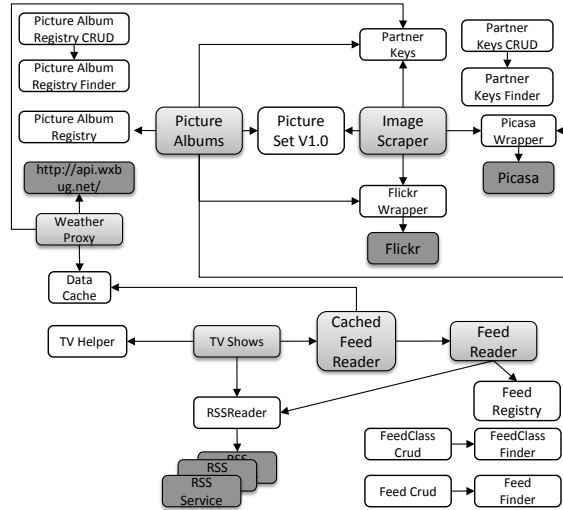 Picture Album
Registry CRUD
Partner
Keys
Partner
Keys CRUD
Picture Album
Registry Finder
Partner
Keys Finder
Picture Album
Registry
Picture
Albums
Picture
Set V1.0
Image
Scraper
Picasa
Wrapper
http://api.wxb
ug.net/
Picasa
Flickr
Wrapper
Weather
Proxy
Flickr
Data
Cache
TV Helper
TV Shows
Cached
Feed
Reader
Feed
Reader
RSSReader
Feed
Registry
FeedClass
Crud
FeedClass
Finder
RSS
RSS
RSS
Service
Feed Crud
Feed
Finder